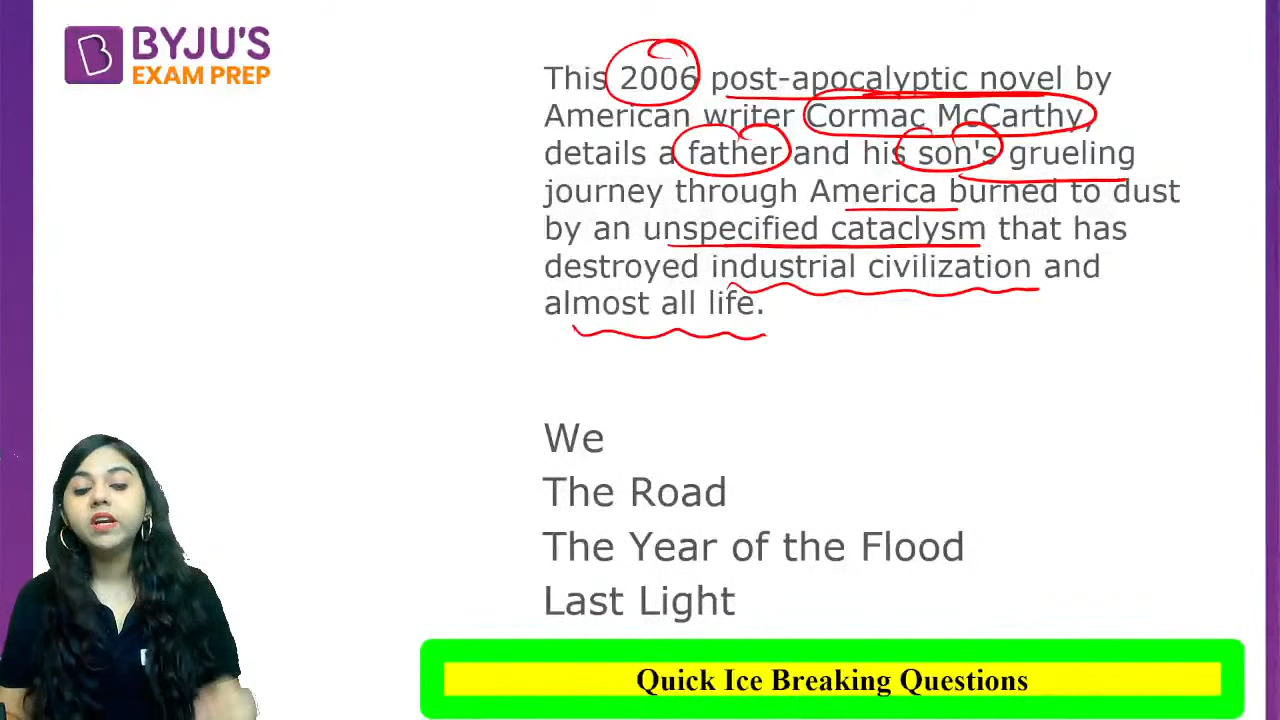 BYJU'S
EXAM PREP
This 2006 post-apocalyptic novel by
American writer Cormac McCarthy,
details a father and his son's grueling
journey through America burned to dust
by an unspecified cataclysm that has
destroyed industrial civilization and
almost all life.
We
The Road
The Year of the Flood
Last Light
Quick Ice Breaking Questions